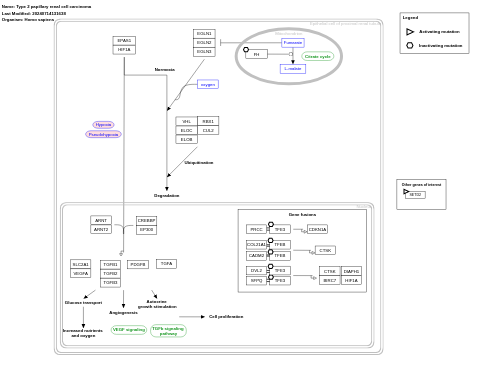 Name: Type 2 papillary renal cell carcinoma
Last Modified: 20240714131638
Organism: Homo sapiens
Legend
Activating mutation
Inactivating mutation
EPAS1
HIF1A
EGLN1
EGLN2
EGLN3
Fumarate
FH
L-malate
Citrate cycle
Normoxia
oxygen
Hypoxia
Pseudohypoxia
VHL
RBX1
ELOC
CUL2
ELOB
Ubiquitination
Degradation
Other genes of interest
SETD2
ARNT
ARNT2
CREBBP
EP300
SLC2A1
VEGFA
TGFB1
TGFB2
TGFB3
PDGFB
TGFA
Glucose transport
Angiogenesis
Autocrine
growth stimulation
Increased nutrients
and oxygen
VEGF signaling
TGFb signaling
pathway
Cell proliferation
Gene fusions
PRCC
TFE3
CDKN2A
COL21A1
TFEB
CADM2
TFEB
CTSK
DVL2
TFE3
SFPQ
TFE3
CTSK
DIAPH1
BIRC7
HIF1A